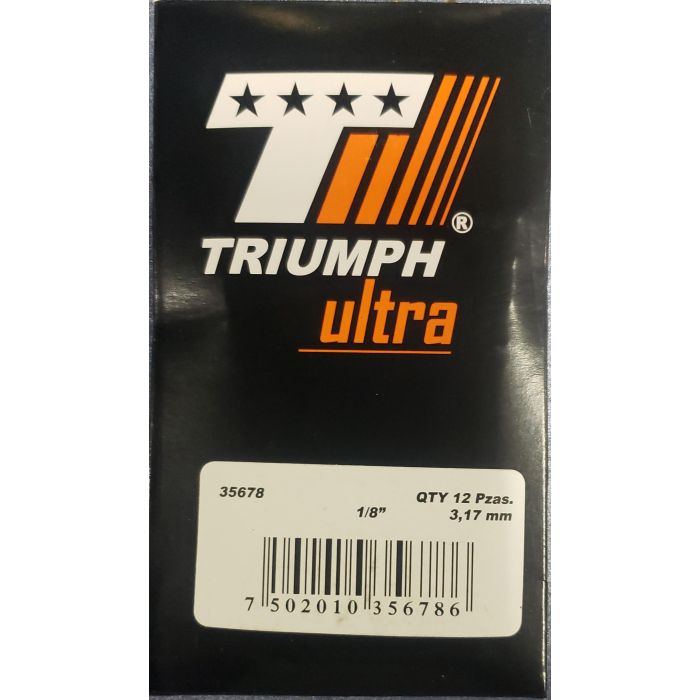 T
®
TRIUMPH
ultra
35678 QTY 12 Pzas.
1/8” 3,17 mm
7 502010 356786